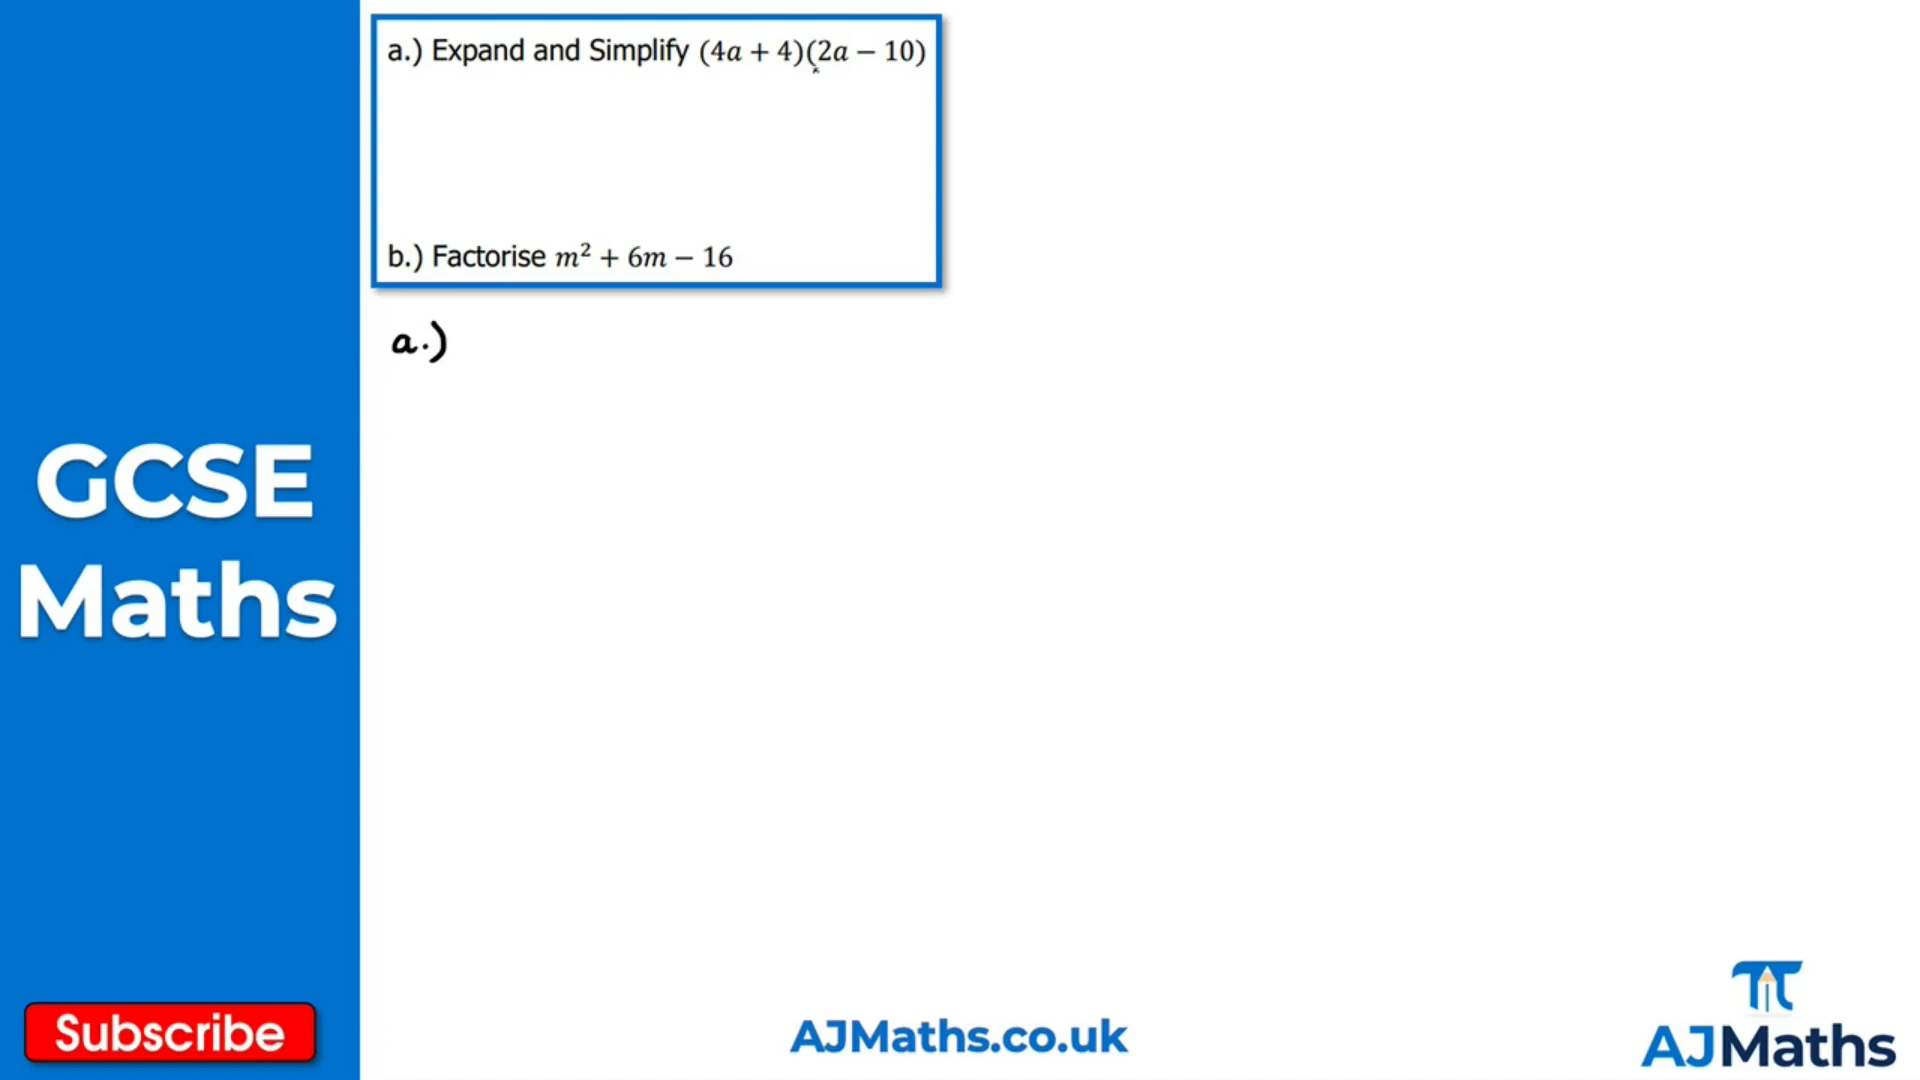 a.) Expand and Simplify (4a + 4)(2a − 10)
b.) Factorise m² + 6m − 16
a.)
GCSE
Maths
Subscribe
AJMaths.co.uk
AJMaths